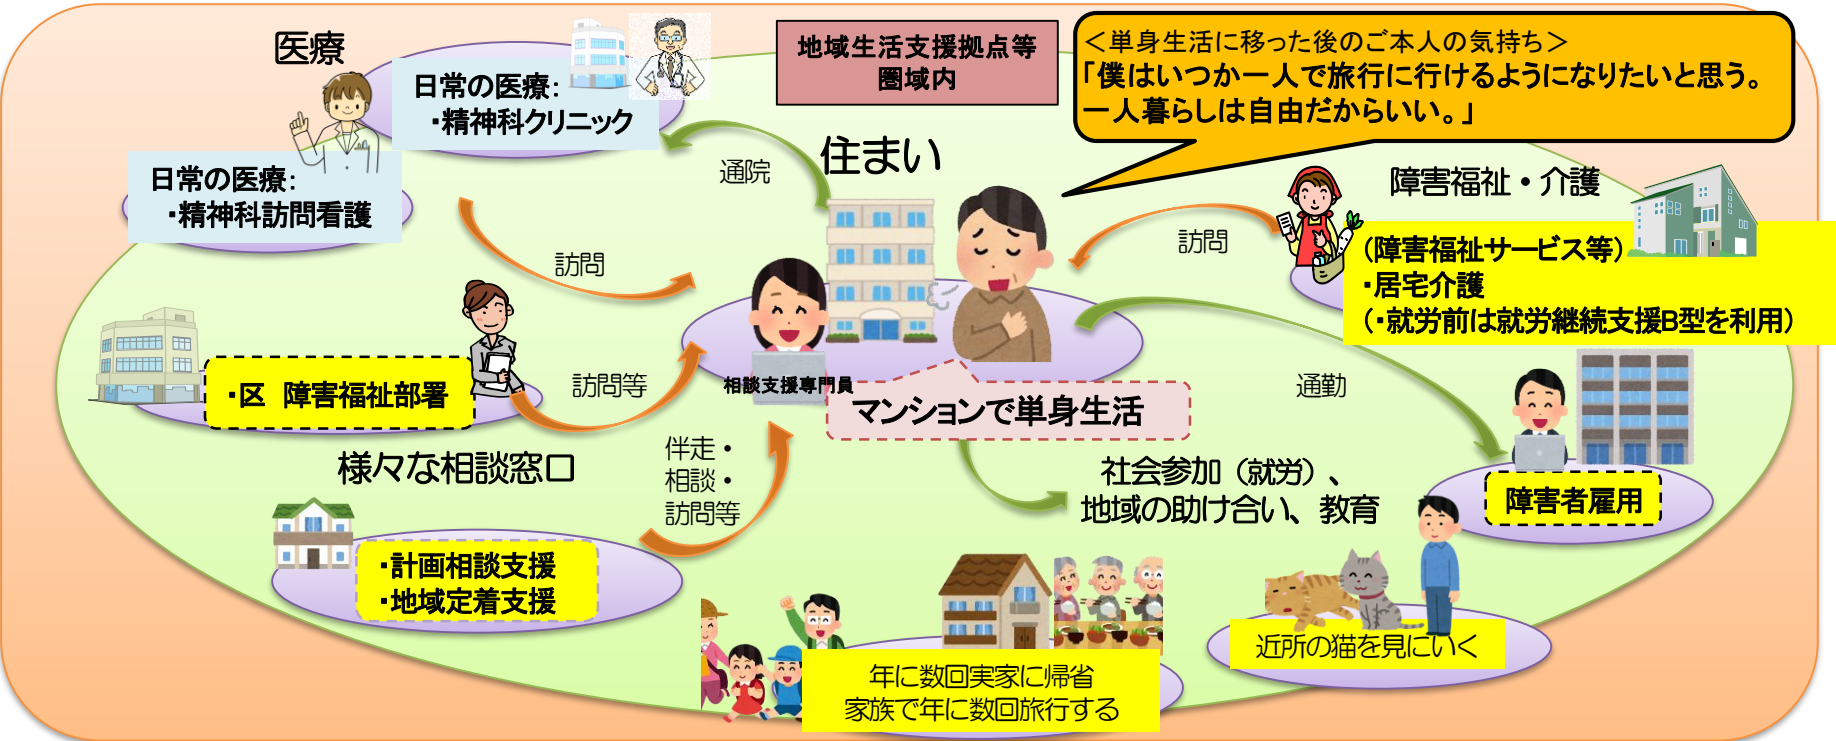 医療
日常の医療:
・精神科クリニック
日常の医療:
・精神科訪問看護
地域生活支援拠点等
圏域内
＜単身生活に移った後のご本人の気持ち＞
「僕はいつか一人で旅行に行けるようになりたいと思う。
一人暮らしは自由だからいい。」
住まい
通院
訪問
訪問
障害福祉・介護
（障害福祉サービス等）
・居宅介護
（・就労前は就労継続支援B型を利用）
・区　障害福祉部署
訪問等
相談支援専門員
マンションで単身生活
通勤
様々な相談窓口
伴走・
相談・
訪問等
社会参加（就労）、
地域の助け合い、教育
障害者雇用
・計画相談支援
・地域定着支援
近所の猫を見にいく
年に数回実家に帰省
家族で年に数回旅行する